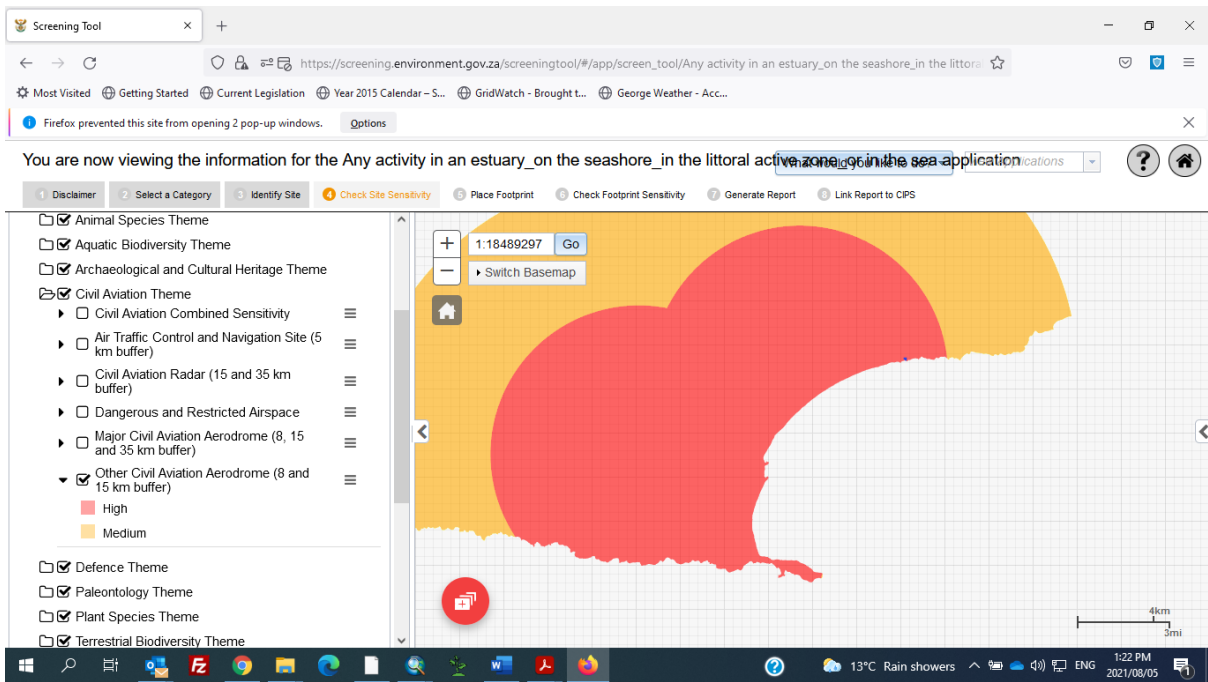 Screening Tool
https://screening.environment.gov.za/screeningtool/#/app/screen_tool/Any activity in an estuary_on the seashore_in the littora
Most Visited Getting Started Current Legislation Year 2015 Calendar – S... GridWatch - Brought t... George Weather - Acc...
Firefox prevented this site from opening 2 pop-up windows. Options
You are now viewing the information for the Any activity in an estuary_on the seashore_in the littoral active zone_or in the sea application
What would you like to do?
applications
1 Disclaimer 2 Select a Category 3 Identify Site 4 Check Site Sensitivity 5 Place Footprint 6 Check Footprint Sensitivity 7 Generate Report 8 Link Report to CIPS
Animal Species Theme
Aquatic Biodiversity Theme
Archaeological and Cultural Heritage Theme
Civil Aviation Theme
Civil Aviation Combined Sensitivity
Air Traffic Control and Navigation Site (5
km buffer)
Civil Aviation Radar (15 and 35 km
buffer)
Dangerous and Restricted Airspace
Major Civil Aviation Aerodrome (8, 15
and 35 km buffer)
Other Civil Aviation Aerodrome (8 and
15 km buffer)
High
Medium
Defence Theme
Paleontology Theme
Plant Species Theme
Terrestrial Biodiversity Theme
1:18489297 Go
Switch Basemap
4km
3mi
13°C Rain showers ENG 1:22 PM
2021/08/05